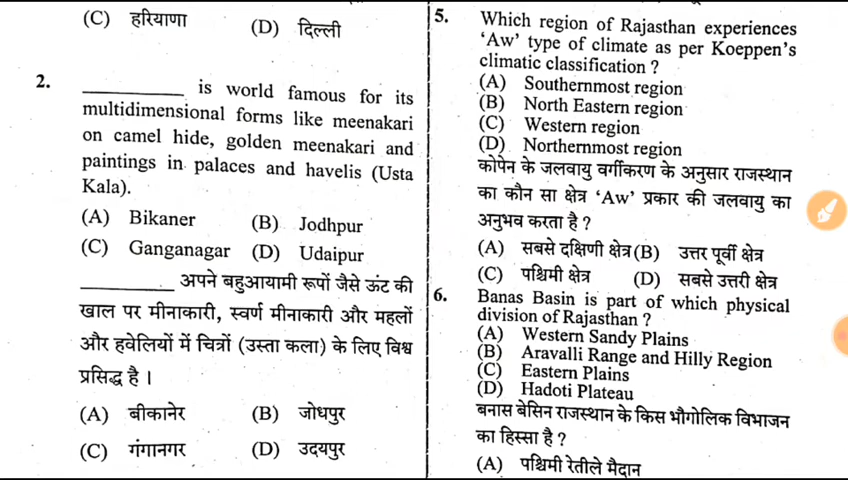 (C) हरियाणा (D) दिल्ली
2. ________ is world famous for its
multidimensional forms like meenakari
on camel hide, golden meenakari and
paintings in palaces and havelis (Usta
Kala).
(A) Bikaner (B) Jodhpur
(C) Ganganagar (D) Udaipur
________ अपने बहुआयामी रूपों जैसे ऊंट की
खाल पर मीनाकारी, स्वर्ण मीनाकारी और महलों
और हवेलियों में चित्रों (उस्ता कला) के लिए विश्व
प्रसिद्ध है ।
(A) बीकानेर (B) जोधपुर
(C) गंगानगर (D) उदयपुर
5. Which region of Rajasthan experiences
‘Aw’ type of climate as per Koeppen’s
climatic classification ?
(A) Southernmost region
(B) North Eastern region
(C) Western region
(D) Northernmost region
कोपेन के जलवायु वर्गीकरण के अनुसार राजस्थान
का कौन सा क्षेत्र ‘Aw’ प्रकार की जलवायु का
अनुभव करता है ?
(A) सबसे दक्षिणी क्षेत्र (B) उत्तर पूर्वी क्षेत्र
(C) पश्चिमी क्षेत्र (D) सबसे उत्तरी क्षेत्र
6. Banas Basin is part of which physical
division of Rajasthan ?
(A) Western Sandy Plains
(B) Aravalli Range and Hilly Region
(C) Eastern Plains
(D) Hadoti Plateau
बनास बेसिन राजस्थान के किस भौगोलिक विभाजन
का हिस्सा है ?
(A) पश्चिमी रेतीले मैदान